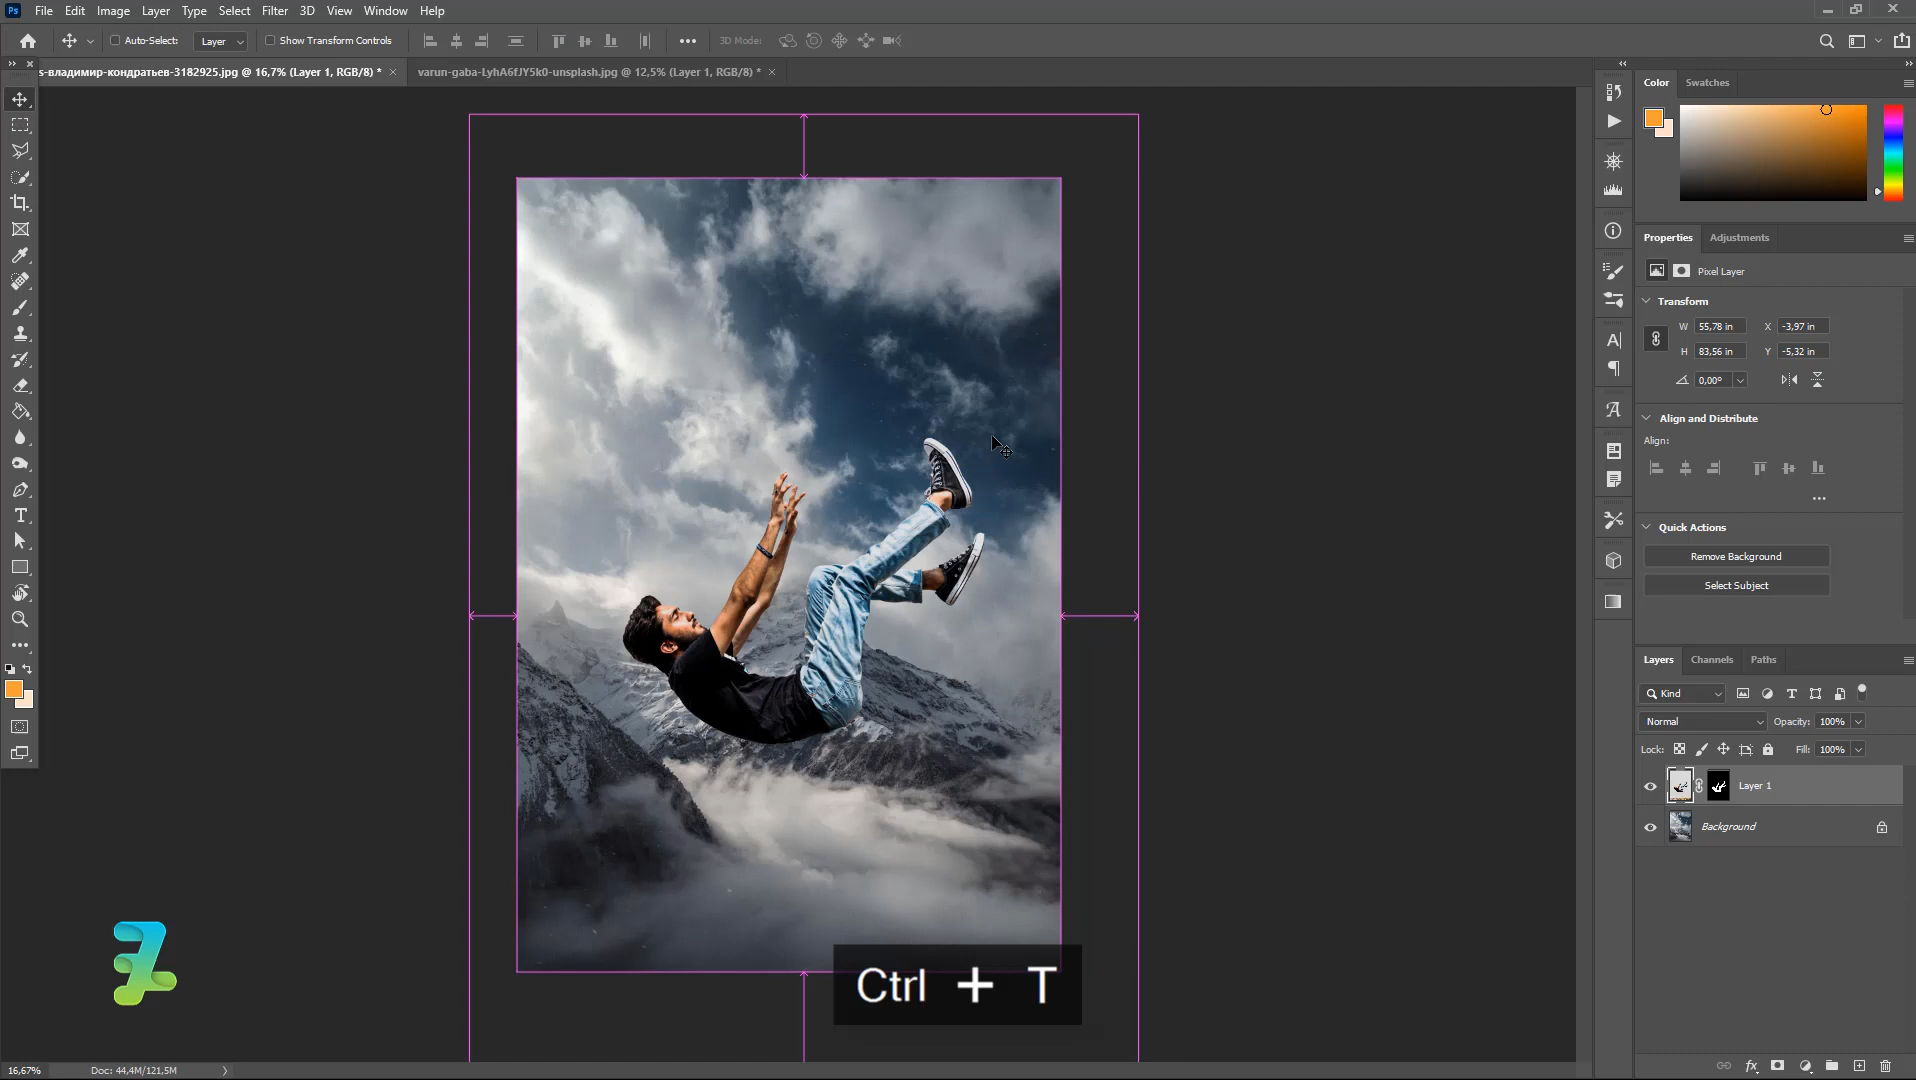 Ps File Edit Image Layer Type Select Filter 3D View Window Help
Auto-Select: Layer Show Transform Controls 3D Mode:
s-владимир-кондратьев-3182925.jpg @ 16,7% (Layer 1, RGB/8) * varun-gaba-LyhA6fJY5k0-unsplash.jpg @ 12,5% (Layer 1, RGB/8) *
Color Swatches
Properties Adjustments
Pixel Layer
Transform
W 55,78 in X -3,97 in
H 83,56 in Y -5,32 in
0,00°
Align and Distribute
Align:
Quick Actions
Remove Background
Select Subject
Layers Channels Paths
Kind
Normal Opacity: 100%
Lock: Fill: 100%
Layer 1
Background
Ctrl + T
16,67% Doc: 44,4M/121,5M